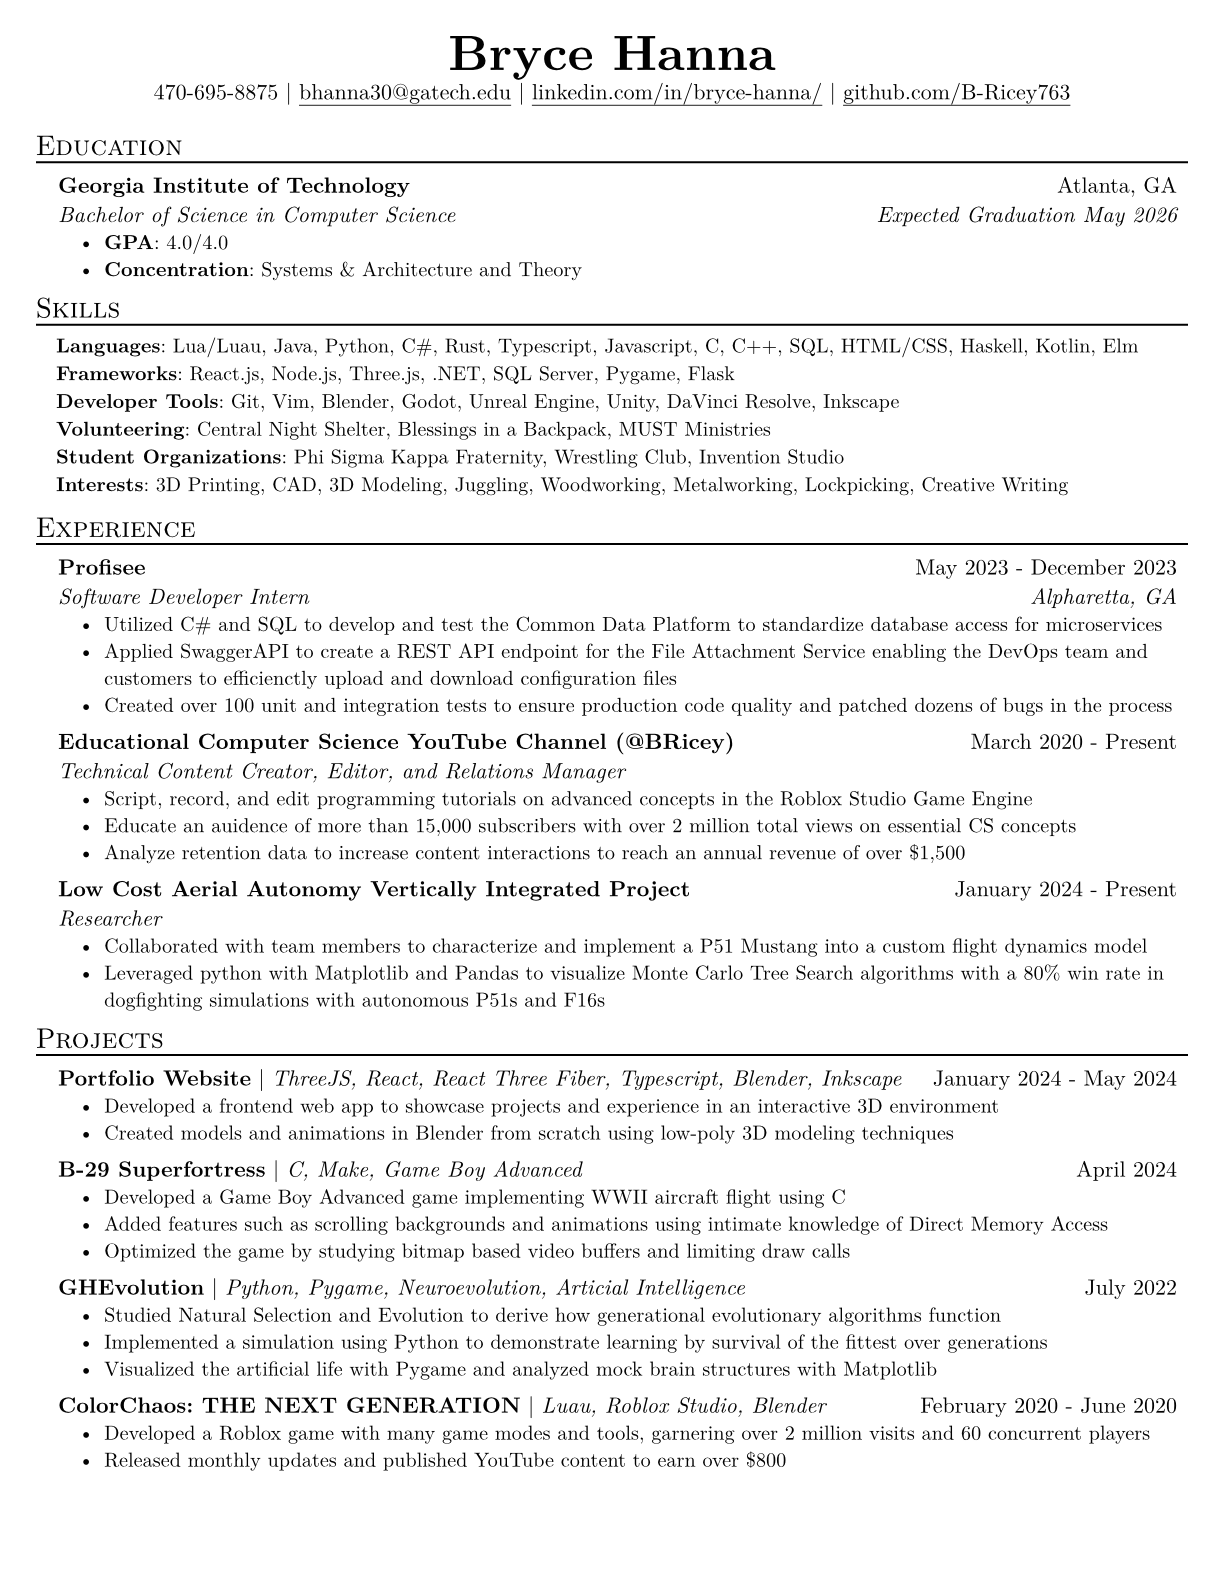 Bryce Hanna
470-695-8875 | bhanna30@gatech.edu | linkedin.com/in/bryce-hanna/ | github.com/B-Ricey763
Education
Georgia Institute of Technology Atlanta, GA
Bachelor of Science in Computer Science Expected Graduation May 2026
• GPA: 4.0/4.0
• Concentration: Systems & Architecture and Theory
Skills
Languages: Lua/Luau, Java, Python, C#, Rust, Typescript, Javascript, C, C++, SQL, HTML/CSS, Haskell, Kotlin, Elm
Frameworks: React.js, Node.js, Three.js, .NET, SQL Server, Pygame, Flask
Developer Tools: Git, Vim, Blender, Godot, Unreal Engine, Unity, DaVinci Resolve, Inkscape
Volunteering: Central Night Shelter, Blessings in a Backpack, MUST Ministries
Student Organizations: Phi Sigma Kappa Fraternity, Wrestling Club, Invention Studio
Interests: 3D Printing, CAD, 3D Modeling, Juggling, Woodworking, Metalworking, Lockpicking, Creative Writing
Experience
Profisee May 2023 - December 2023
Software Developer Intern Alpharetta, GA
• Utilized C# and SQL to develop and test the Common Data Platform to standardize database access for microservices
• Applied SwaggerAPI to create a REST API endpoint for the File Attachment Service enabling the DevOps team and
customers to efficienctly upload and download configuration files
• Created over 100 unit and integration tests to ensure production code quality and patched dozens of bugs in the process
Educational Computer Science YouTube Channel (@BRicey) March 2020 - Present
Technical Content Creator, Editor, and Relations Manager
• Script, record, and edit programming tutorials on advanced concepts in the Roblox Studio Game Engine
• Educate an auidence of more than 15,000 subscribers with over 2 million total views on essential CS concepts
• Analyze retention data to increase content interactions to reach an annual revenue of over $1,500
Low Cost Aerial Autonomy Vertically Integrated Project January 2024 - Present
Researcher
• Collaborated with team members to characterize and implement a P51 Mustang into a custom flight dynamics model
• Leveraged python with Matplotlib and Pandas to visualize Monte Carlo Tree Search algorithms with a 80% win rate in
dogfighting simulations with autonomous P51s and F16s
Projects
Portfolio Website | ThreeJS, React, React Three Fiber, Typescript, Blender, Inkscape January 2024 - May 2024
• Developed a frontend web app to showcase projects and experience in an interactive 3D environment
• Created models and animations in Blender from scratch using low-poly 3D modeling techniques
B-29 Superfortress | C, Make, Game Boy Advanced April 2024
• Developed a Game Boy Advanced game implementing WWII aircraft flight using C
• Added features such as scrolling backgrounds and animations using intimate knowledge of Direct Memory Access
• Optimized the game by studying bitmap based video buffers and limiting draw calls
GHEvolution | Python, Pygame, Neuroevolution, Articial Intelligence July 2022
• Studied Natural Selection and Evolution to derive how generational evolutionary algorithms function
• Implemented a simulation using Python to demonstrate learning by survival of the fittest over generations
• Visualized the artificial life with Pygame and analyzed mock brain structures with Matplotlib
ColorChaos: THE NEXT GENERATION | Luau, Roblox Studio, Blender February 2020 - June 2020
• Developed a Roblox game with many game modes and tools, garnering over 2 million visits and 60 concurrent players
• Released monthly updates and published YouTube content to earn over $800